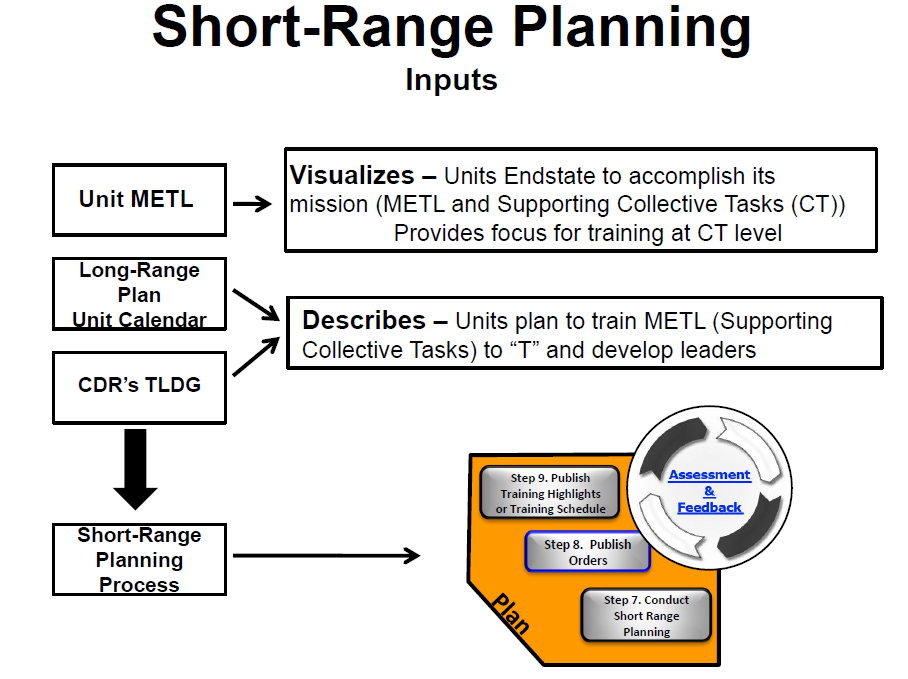 Short-Range Planning
Inputs
Unit METL
Visualizes – Units Endstate to accomplish its
mission (METL and Supporting Collective Tasks (CT))
Provides focus for training at CT level
Long-Range
Plan
Unit Calendar
Describes – Units plan to train METL (Supporting
Collective Tasks) to “T” and develop leaders
CDR’s TLDG
Short-Range
Planning
Process
Step 9. Publish
Training Highlights
or Training Schedule
Assessment
&
Feedback
Step 8. Publish
Orders
Step 7. Conduct
Short Range
Planning
Plan